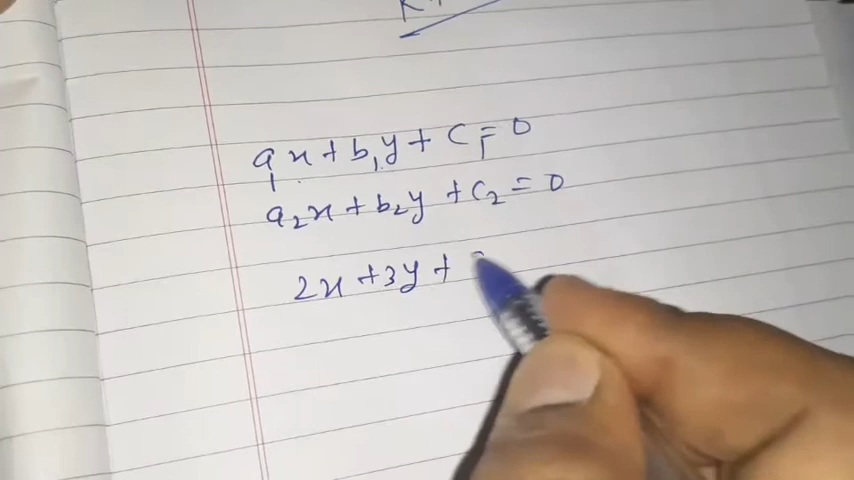 a₁x + b₁y + c₁ = 0
a₂x + b₂y + c₂ = 0
2x + 3y +